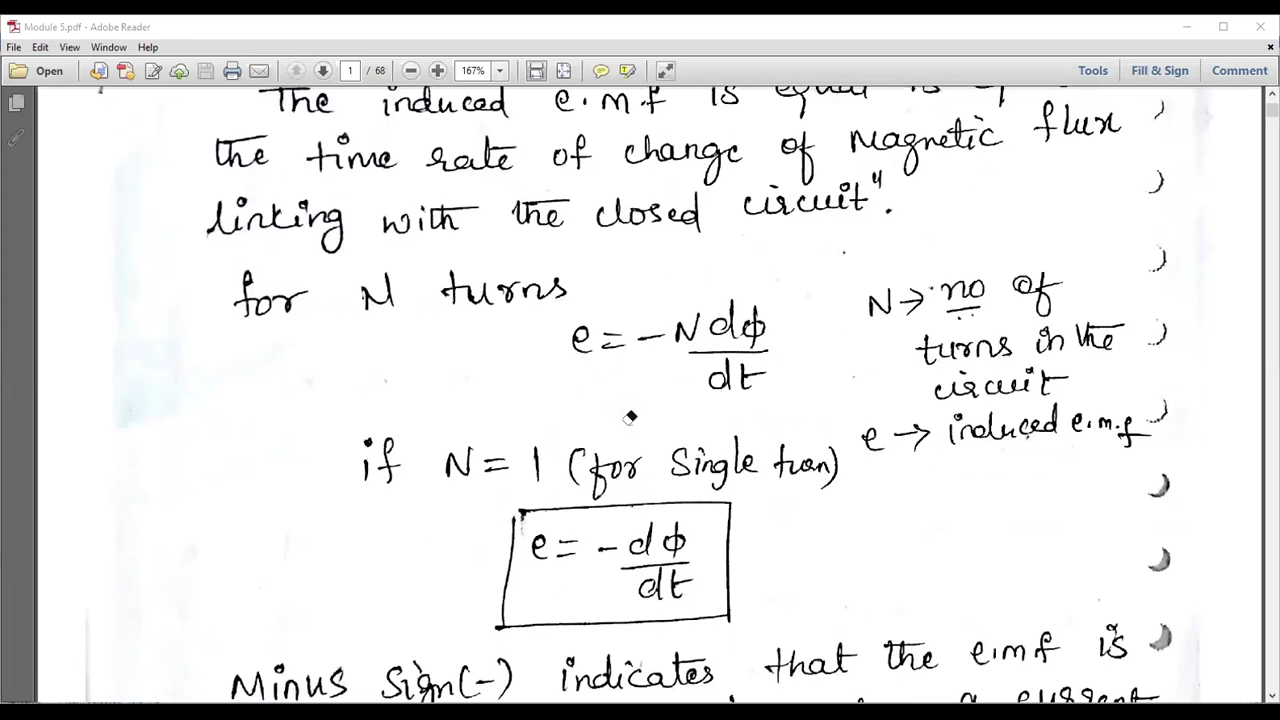 Module 5.pdf - Adobe Reader
File Edit View Window Help
Open 1 / 68 167% Tools Fill & Sign Comment
The induced e.m.f is equal
the time rate of change of Magnetic flux
linking with the closed circuit".
for N turns
e = - N dϕ/dt
N → no of
turns in the
circuit
e → induced e.m.f
if N = 1 (for Single tran)
e = - dϕ/dt
Minus Sign(-) indicates that the e.m.f is
a current